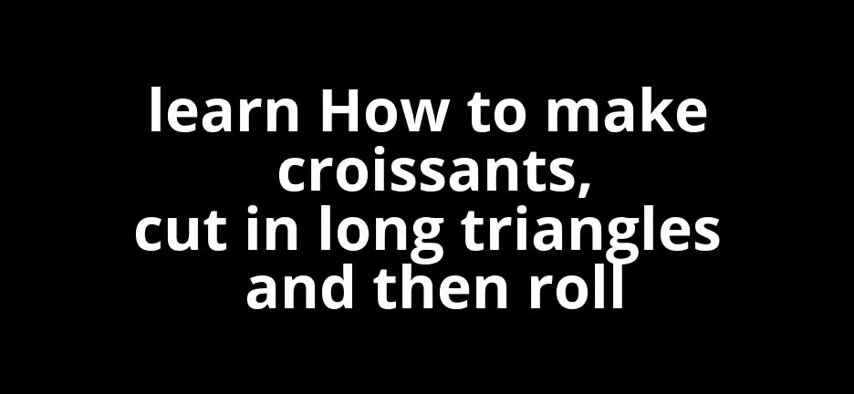 learn How to make
croissants,
cut in long triangles
and then roll